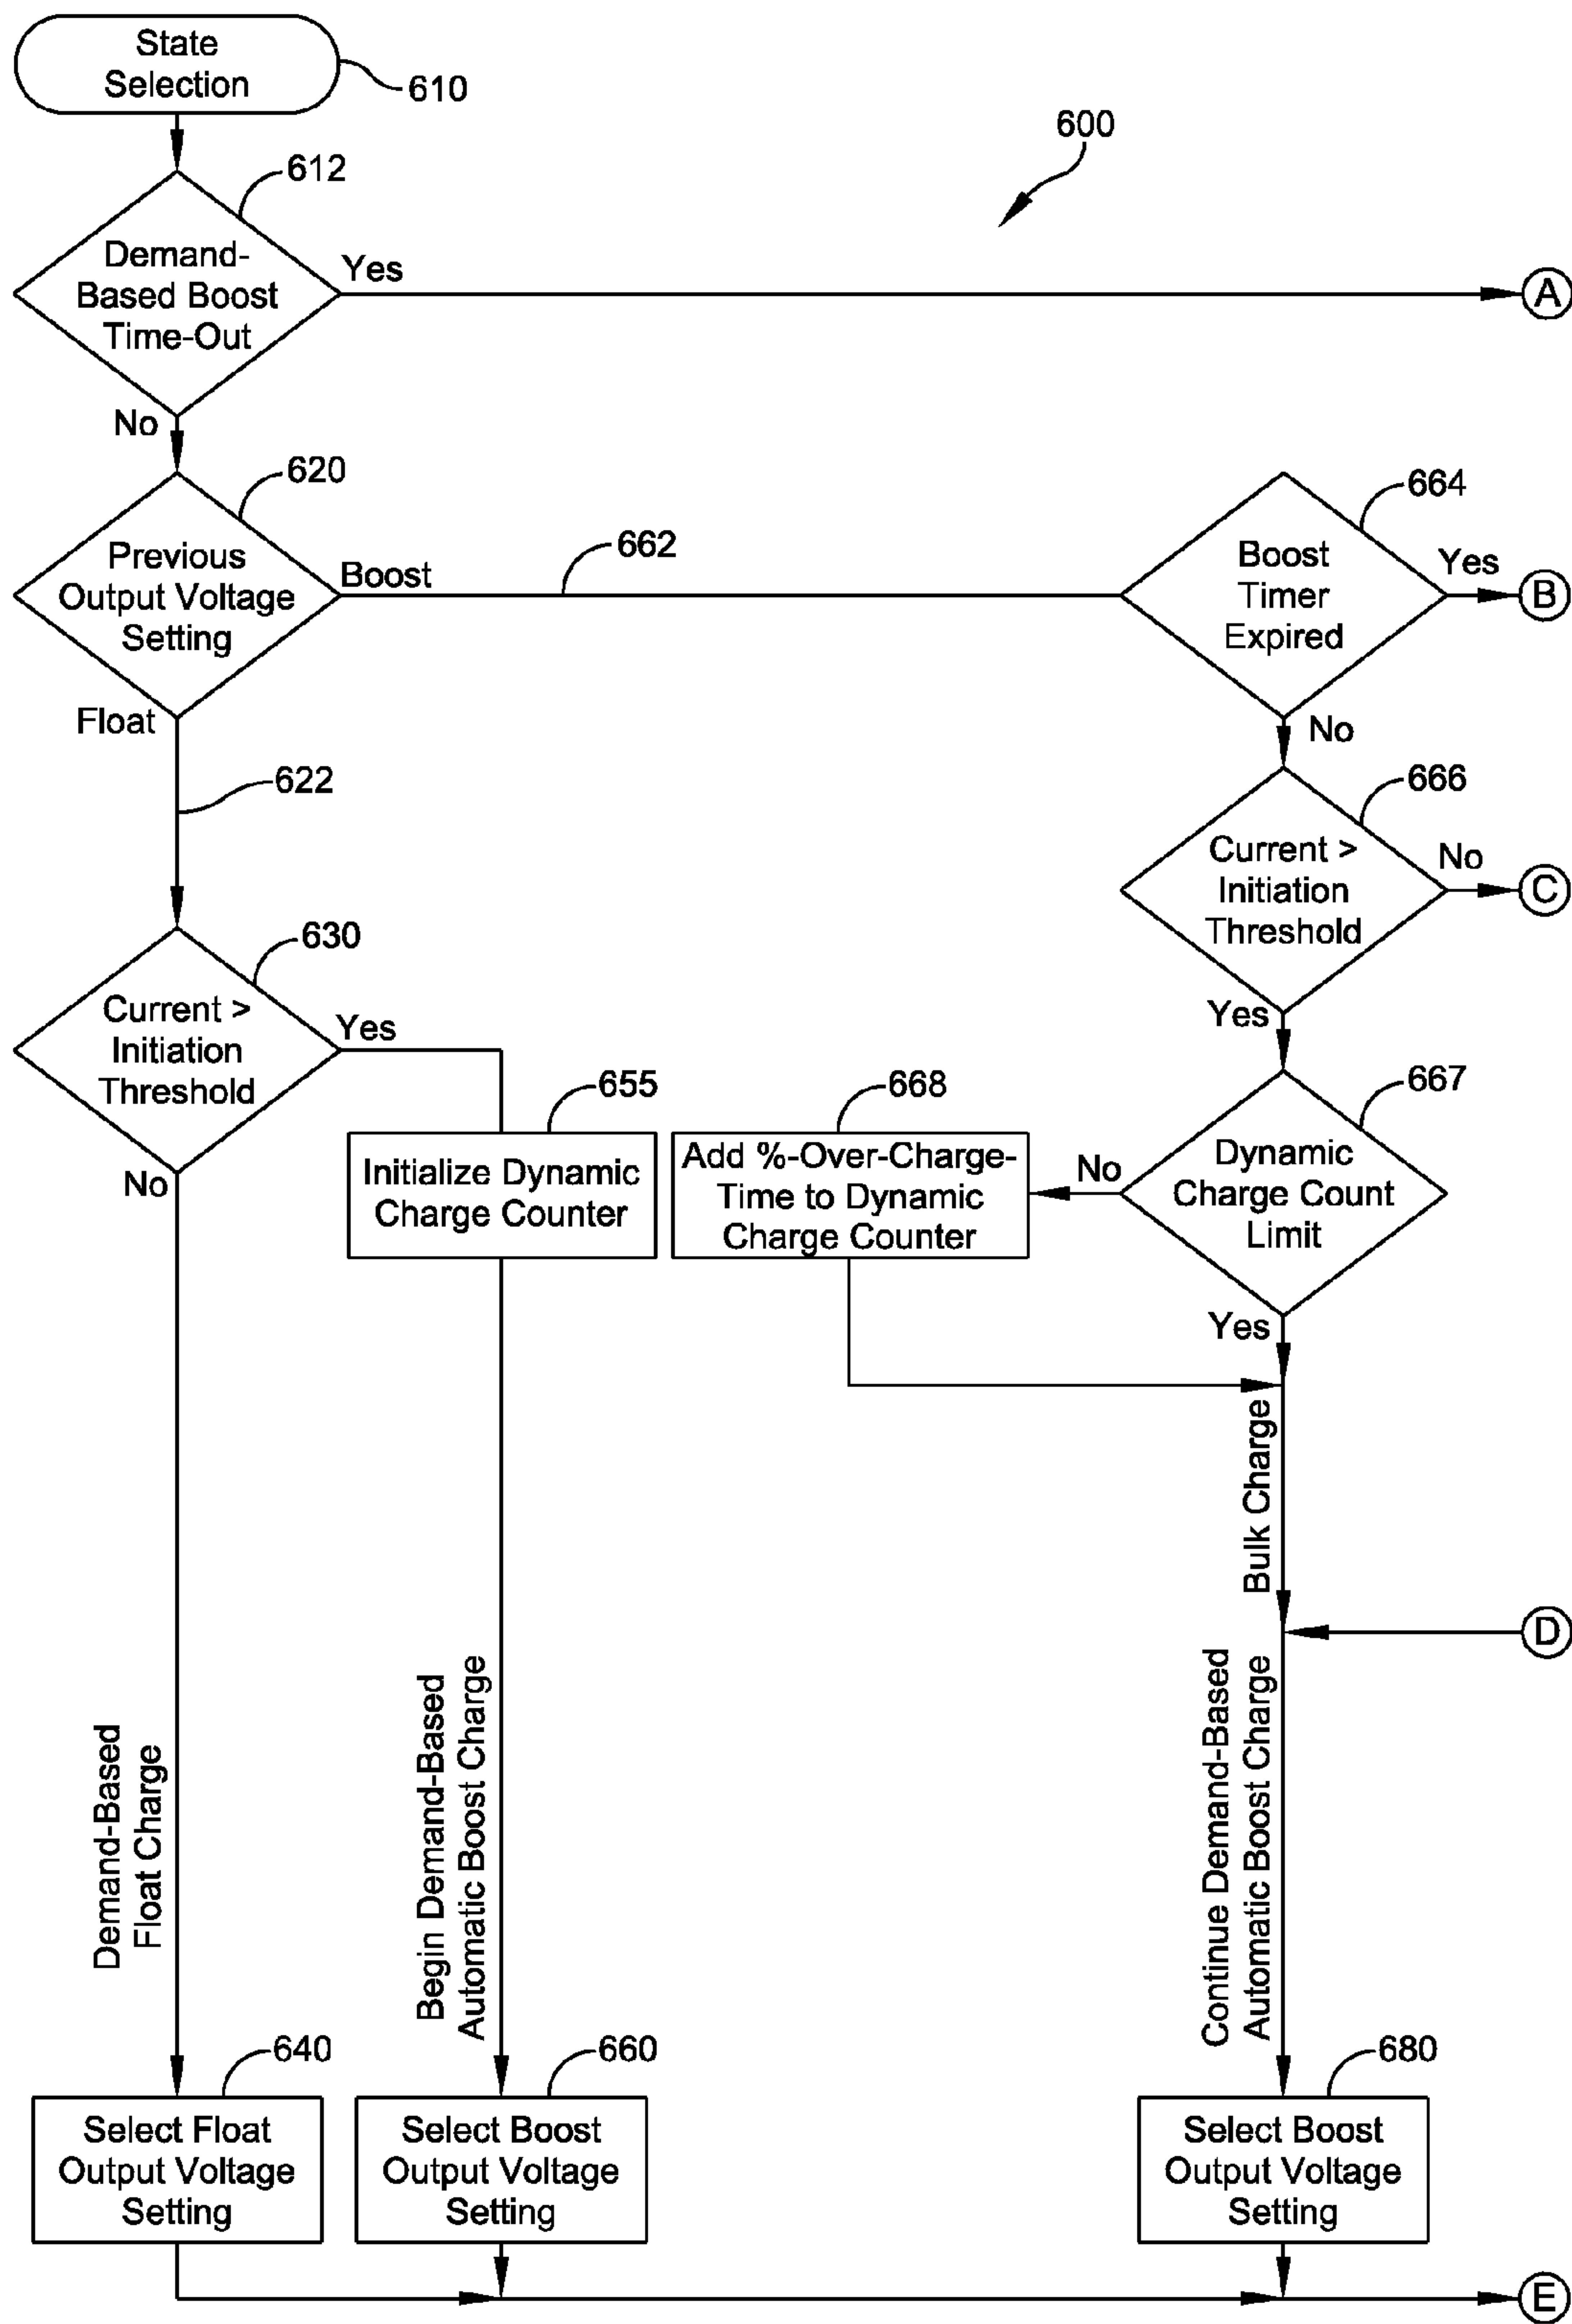 State
Selection
610
600
612
Demand-
Based Boost
Time-Out
Yes
A
No
620
Previous
Output Voltage
Setting
Boost
662
664
Boost
Timer
Expired
Yes
B
Float
No
622
666
Current >
Initiation
Threshold
No
C
630
Current >
Initiation
Threshold
Yes
No
Yes
655
Initialize Dynamic
Charge Counter
668
Add %-Over-Charge-
Time to Dynamic
Charge Counter
No
667
Dynamic
Charge Count
Limit
Yes
Bulk Charge
D
Demand-Based
Float Charge
Begin Demand-Based
Automatic Boost Charge
Continue Demand-Based
Automatic Boost Charge
640
Select Float
Output Voltage
Setting
660
Select Boost
Output Voltage
Setting
680
Select Boost
Output Voltage
Setting
E